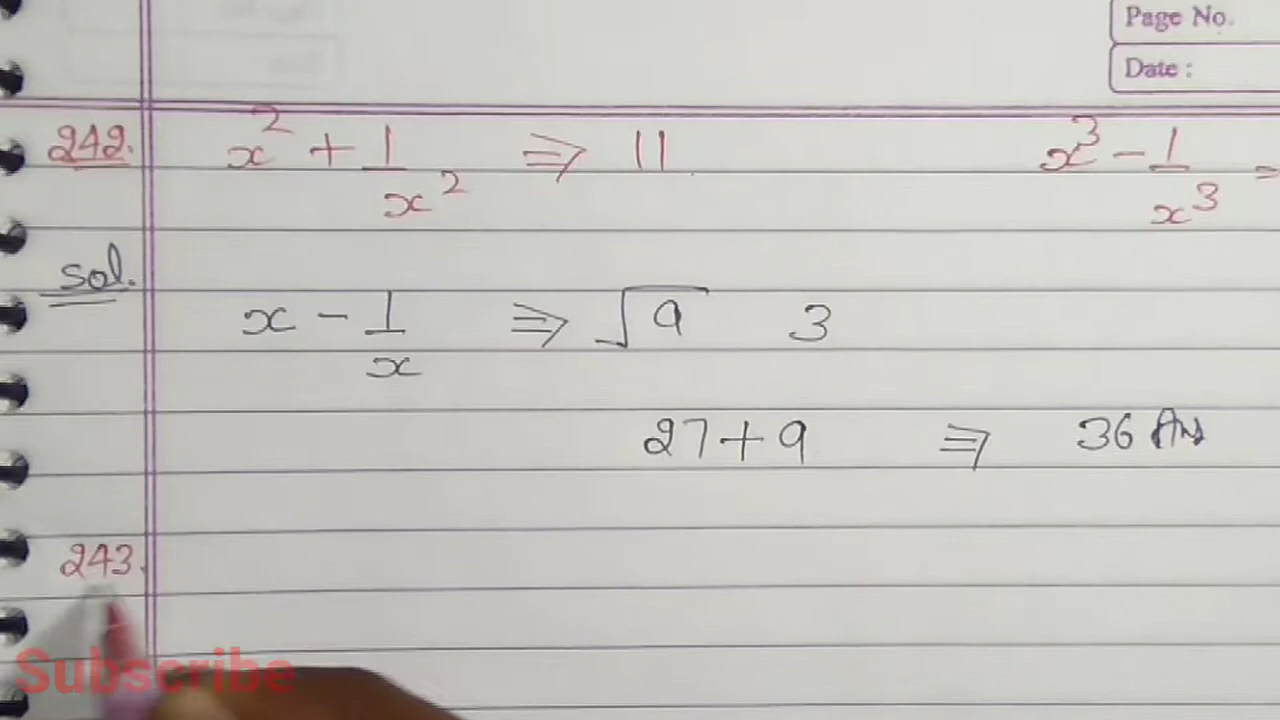 Page No.
Date :
242. x² + 1/x² ⇒ 11 x³ - 1/x³ =
Sol. x - 1/x ⇒ √9 3
27 + 9 ⇒ 36 Ans
243.
Subscribe